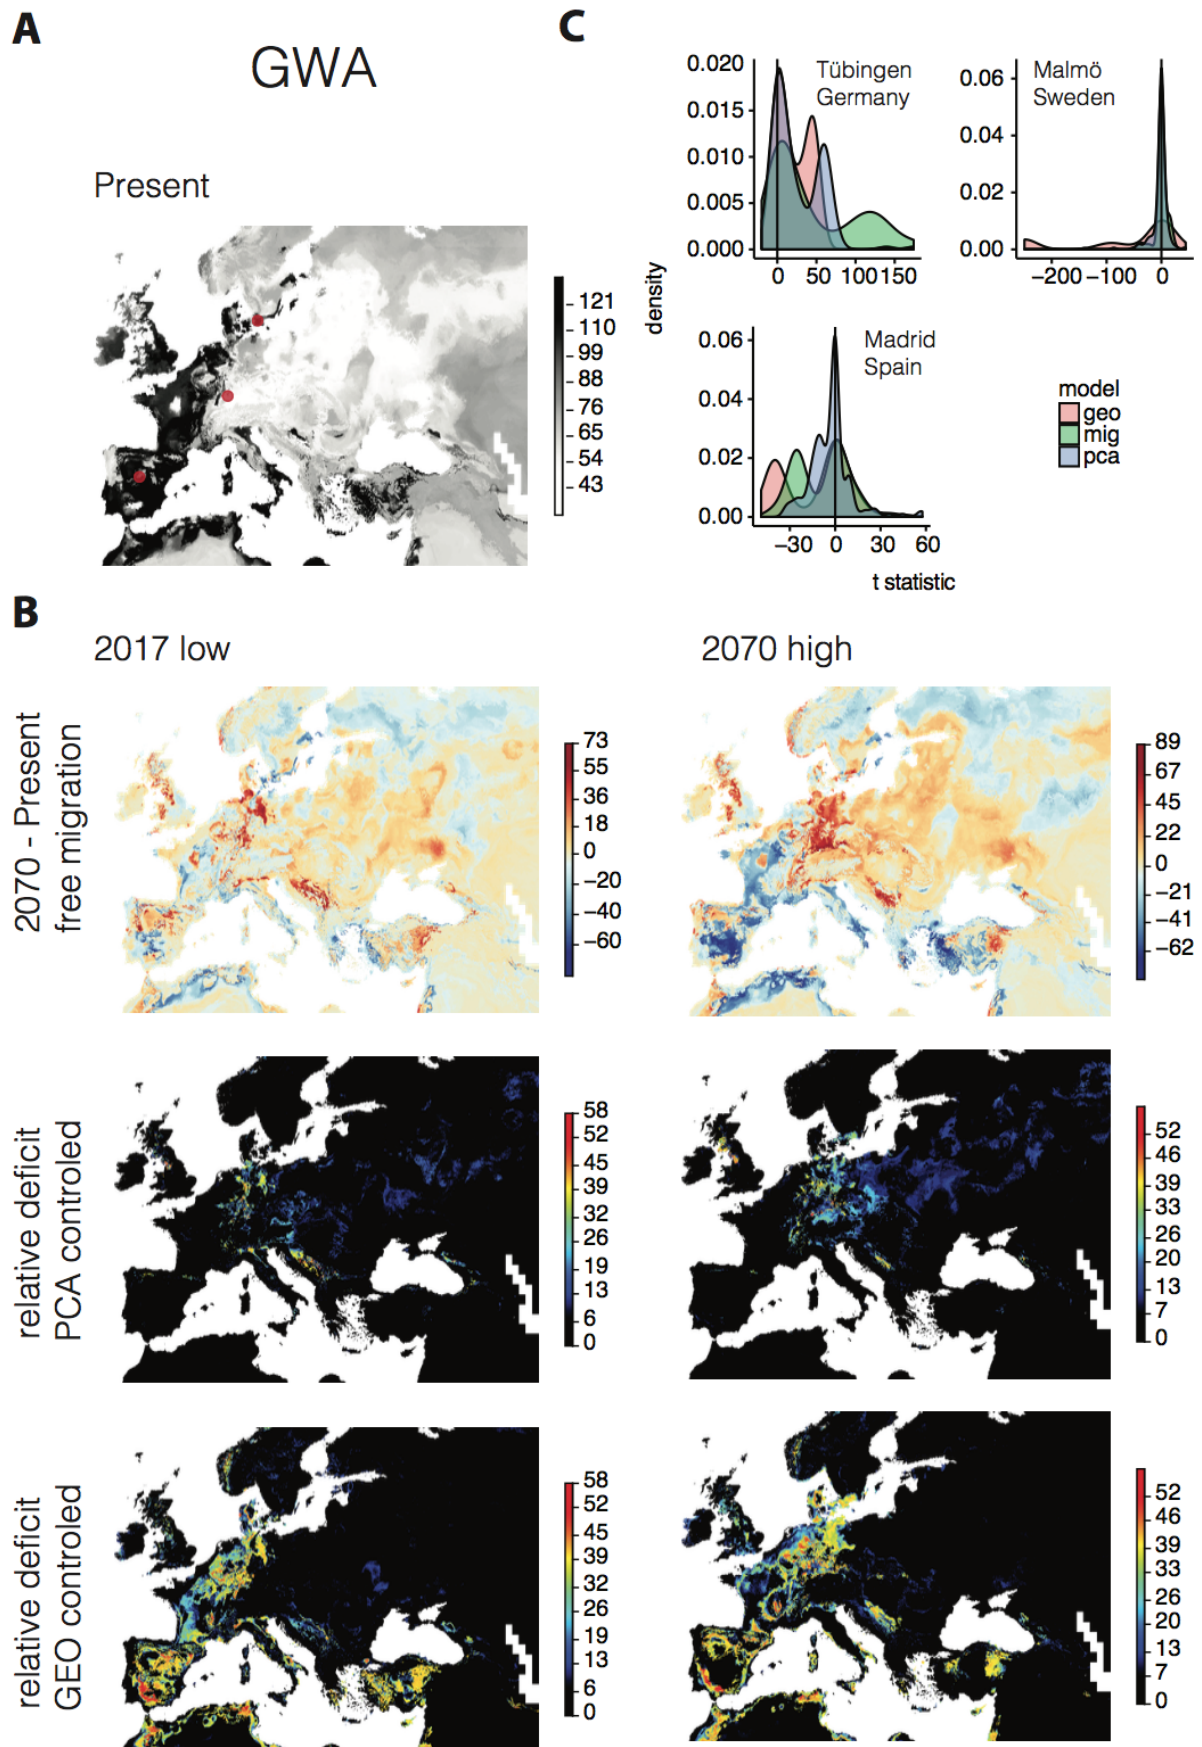 A
GWA
Present
121
110
99
88
76
65
54
43
C
density
0.020
0.015
0.010
0.005
0.000
Tübingen
Germany
0 50 100 150
0.06
0.04
0.02
0.00
Malmö
Sweden
−200 −100 0
0.06
0.04
0.02
0.00
Madrid
Spain
−30 0 30 60
t statistic
model
geo
mig
pca
B
2017 low
2070 high
2070 - Present
free migration
73
55
36
18
0
−20
−40
−60
89
67
45
22
0
−21
−41
−62
relative deficit
PCA controled
58
52
45
39
32
26
19
13
6
0
52
46
39
33
26
20
13
7
0
relative deficit
GEO controled
58
52
45
39
32
26
19
13
6
0
52
46
39
33
26
20
13
7
0